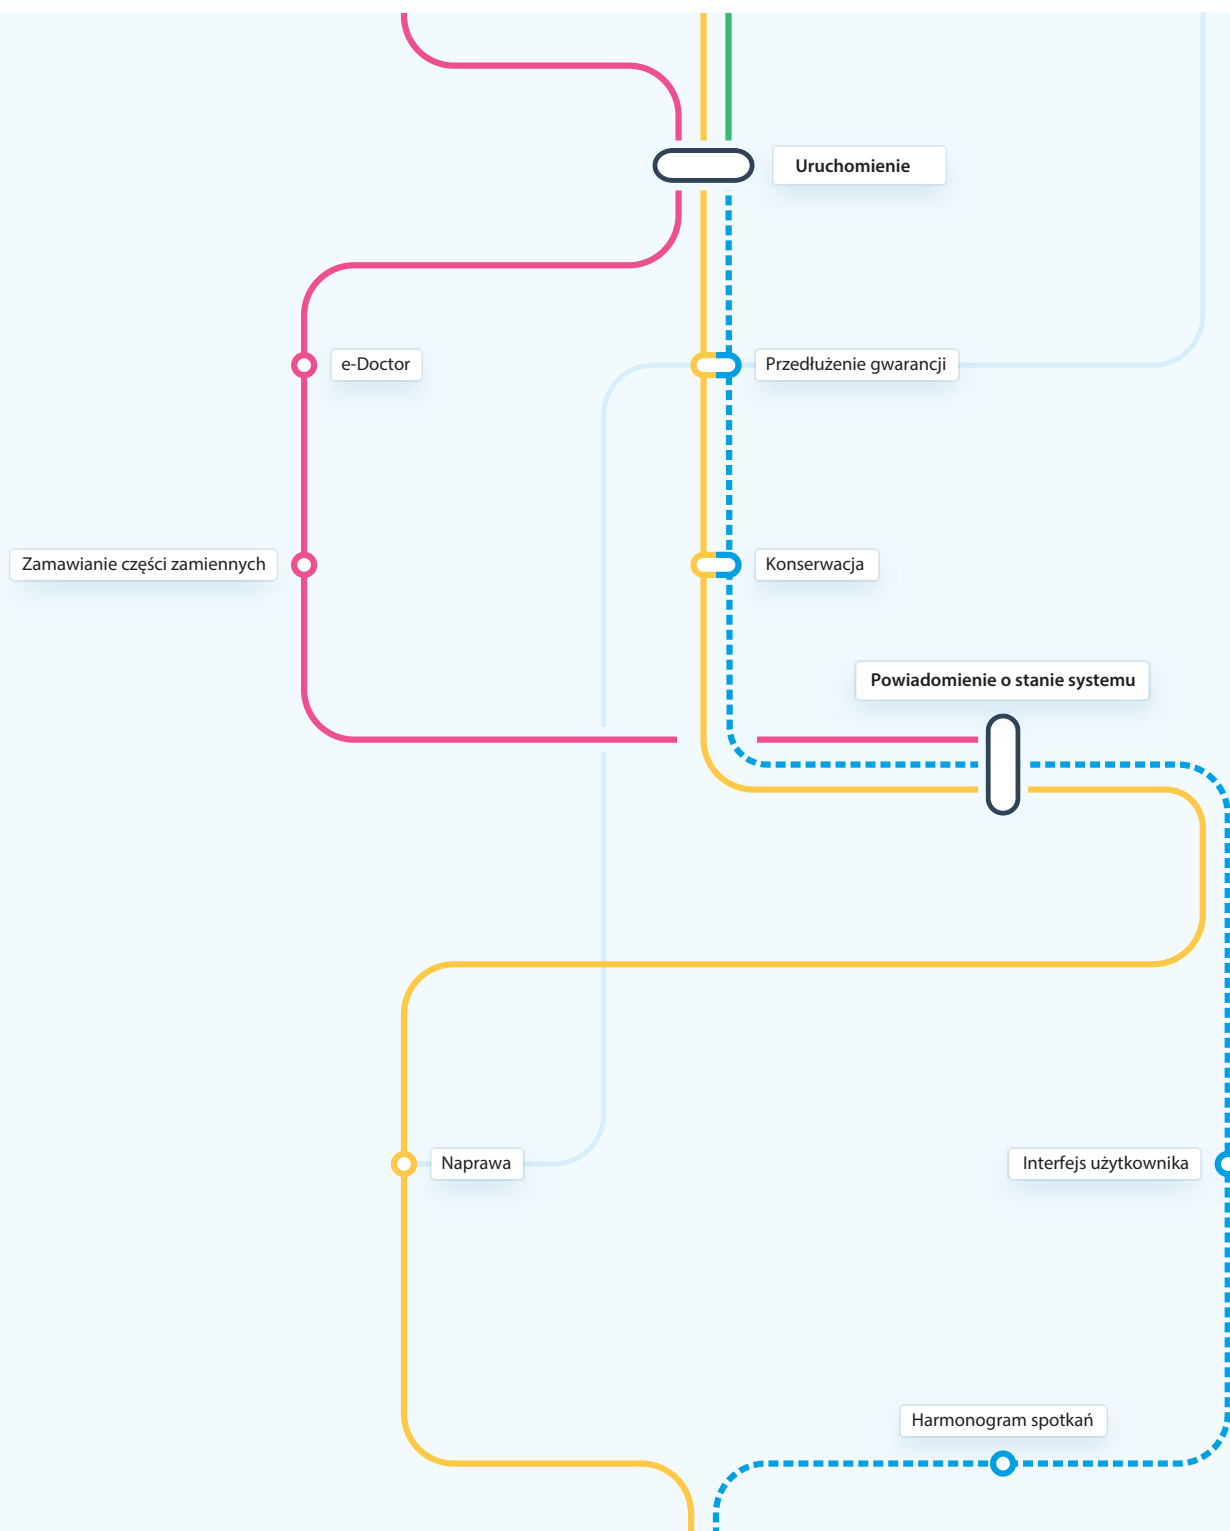 Uruchomienie
e-Doctor
Przedłużenie gwarancji
Zamawianie części zamiennych
Konserwacja
Powiadomienie o stanie systemu
Naprawa
Interfejs użytkownika
Harmonogram spotkań